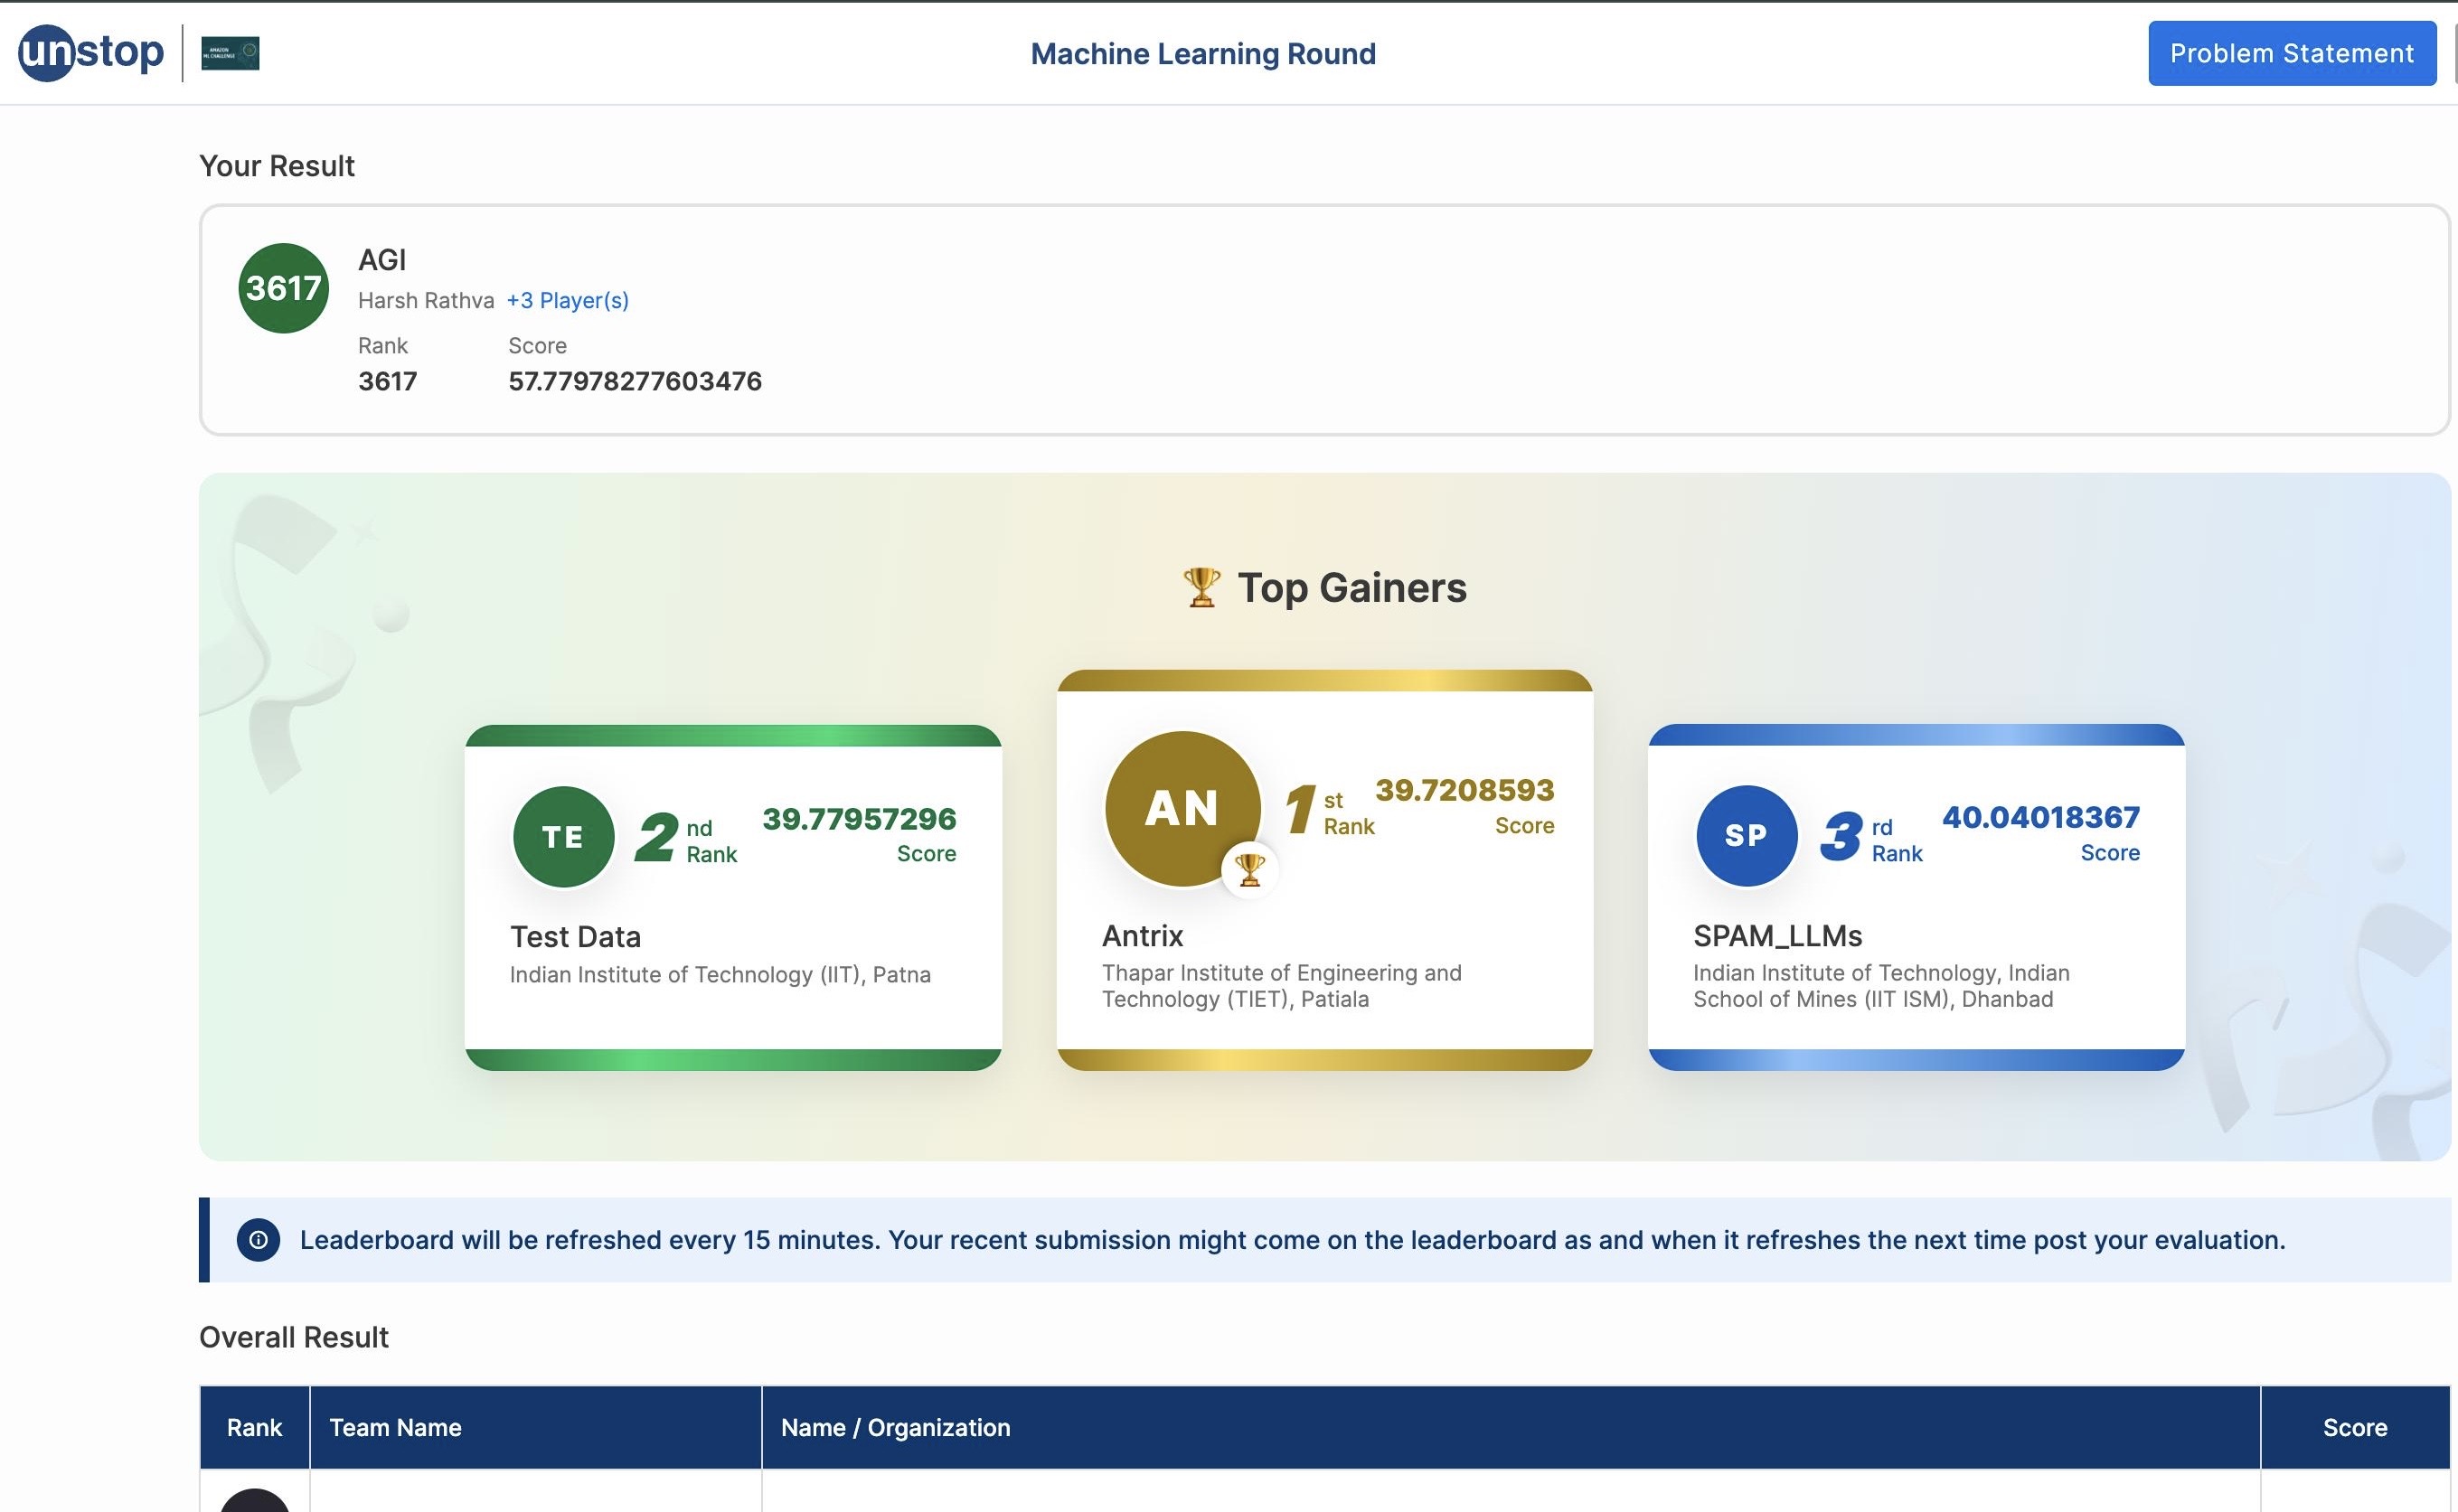 unstop
AMAZON
ML CHALLENGE
Machine Learning Round
Problem Statement
Your Result
3617
AGI
Harsh Rathva +3 Player(s)
Rank Score
3617 57.77978277603476
🏆 Top Gainers
TE 2 nd Rank 39.77957296 Score
Test Data
Indian Institute of Technology (IIT), Patna
AN 1 st Rank 39.7208593 Score
Antrix
Thapar Institute of Engineering and
Technology (TIET), Patiala
SP 3 rd Rank 40.04018367 Score
SPAM_LLMs
Indian Institute of Technology, Indian
School of Mines (IIT ISM), Dhanbad
Leaderboard will be refreshed every 15 minutes. Your recent submission might come on the leaderboard as and when it refreshes the next time post your evaluation.
Overall Result
Rank Team Name Name / Organization Score